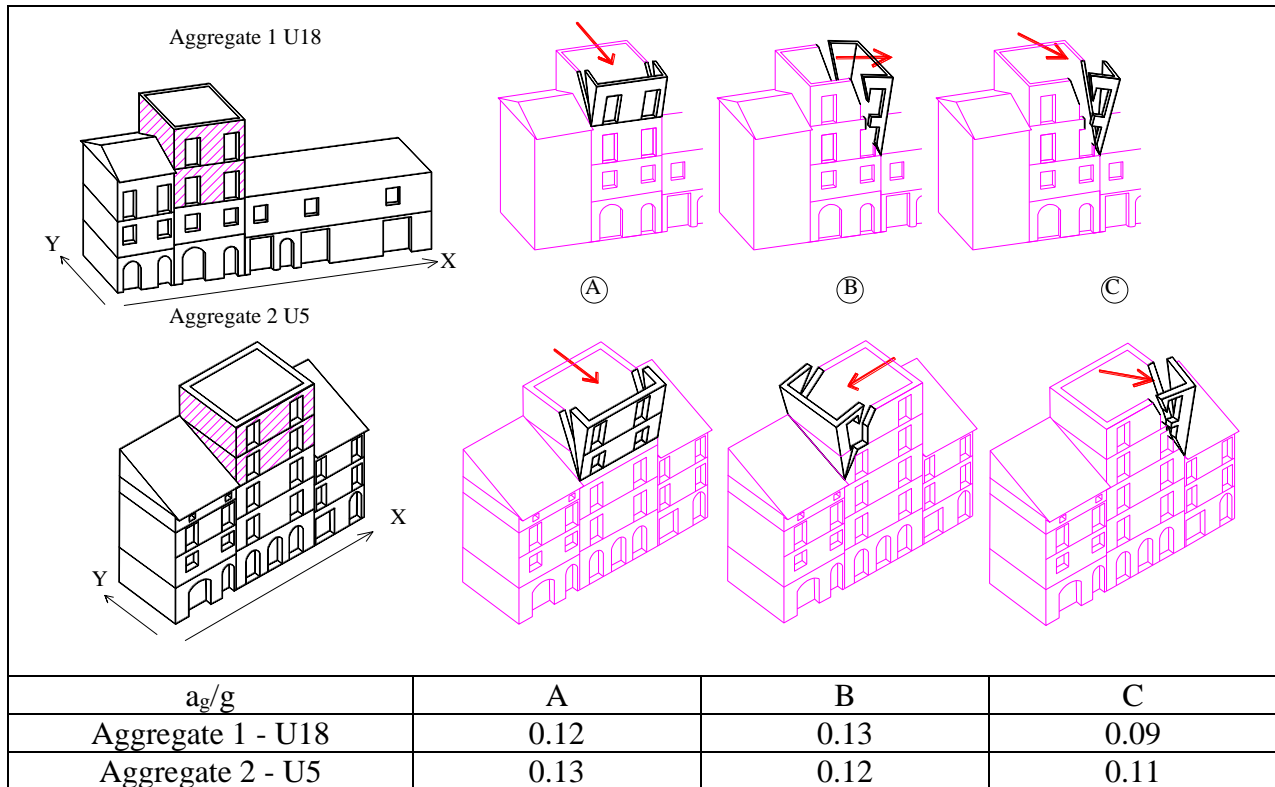 Aggregate 1 U18
Y
X
A
B
C
Aggregate 2 U5
X
Y
ag/g A B C
Aggregate 1 - U18 0.12 0.13 0.09
Aggregate 2 - U5 0.13 0.12 0.11